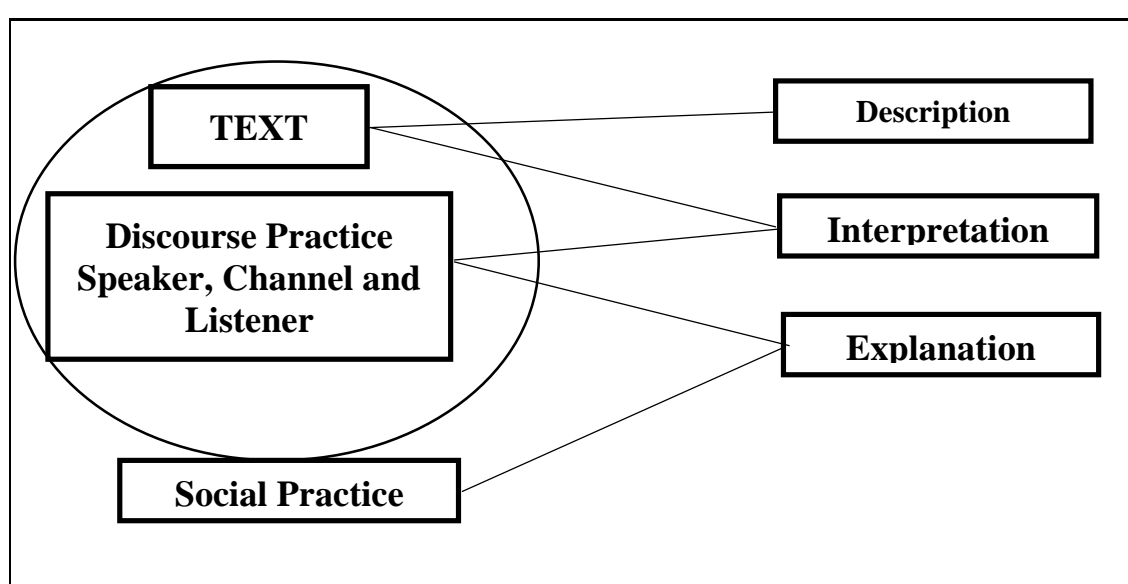 TEXT
Description
Discourse Practice
Speaker, Channel and
Listener
Interpretation
Explanation
Social Practice